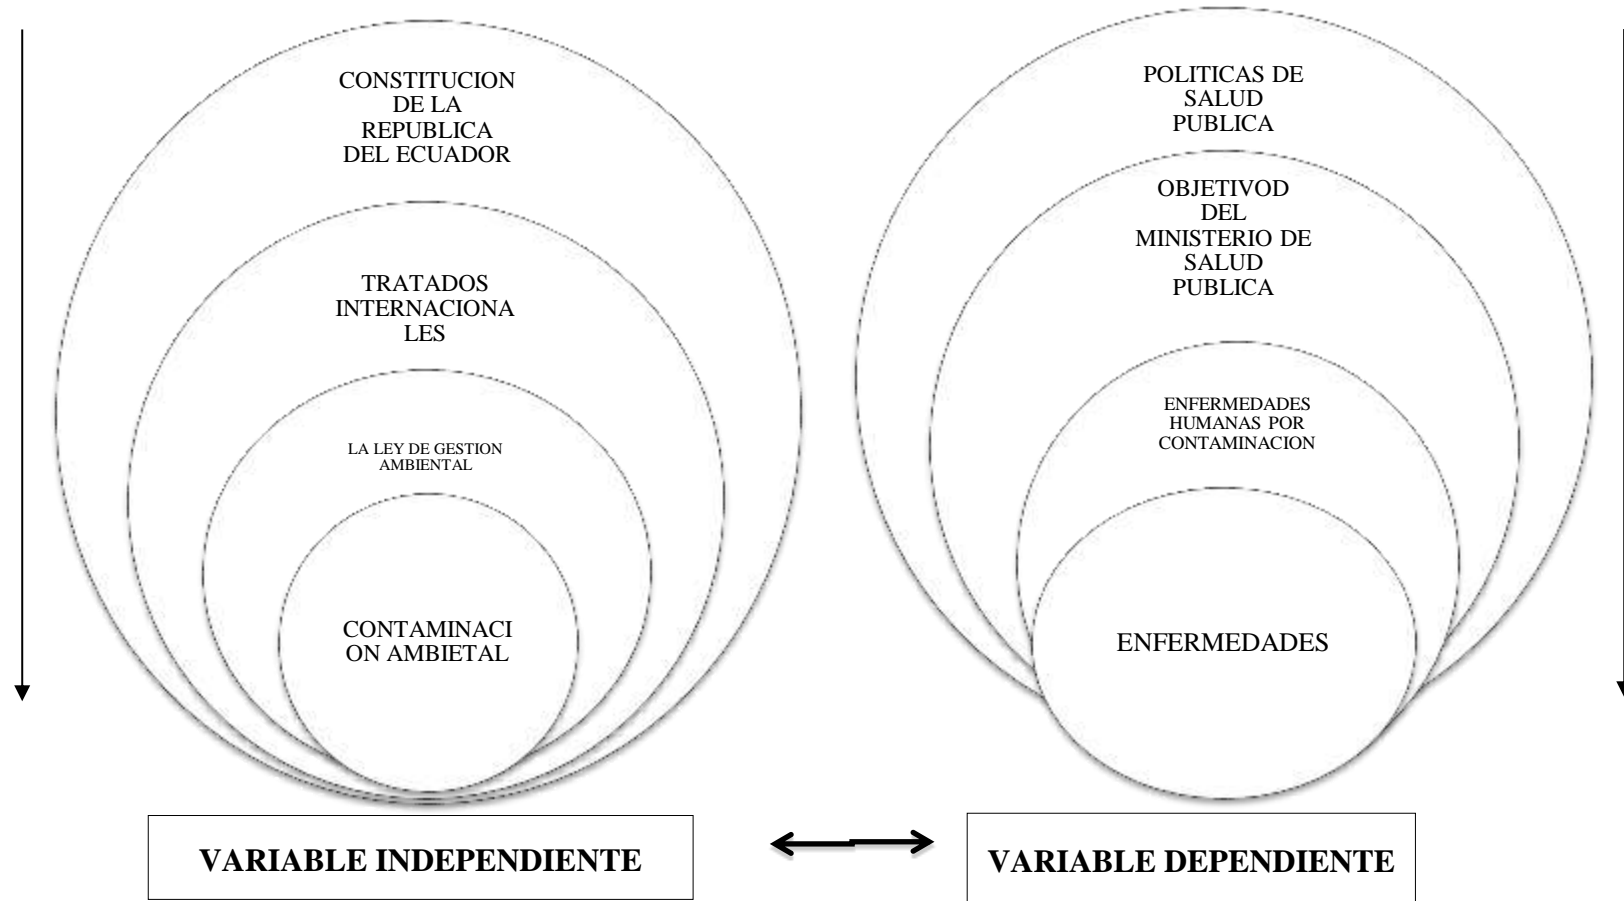 CONSTITUCION
DE LA
REPUBLICA
DEL ECUADOR
TRATADOS
INTERNACIONA
LES
LA LEY DE GESTION
AMBIENTAL
CONTAMINACI
ON AMBIETAL
VARIABLE INDEPENDIENTE
POLITICAS DE
SALUD
PUBLICA
OBJETIVOD
DEL
MINISTERIO DE
SALUD
PUBLICA
ENFERMEDADES
HUMANAS POR
CONTAMINACION
ENFERMEDADES
VARIABLE DEPENDIENTE